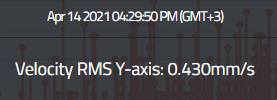 Apr 14 2021 04:29:50 PM (GMT+3)
Velocity RMS Y-axis: 0.430mm/s